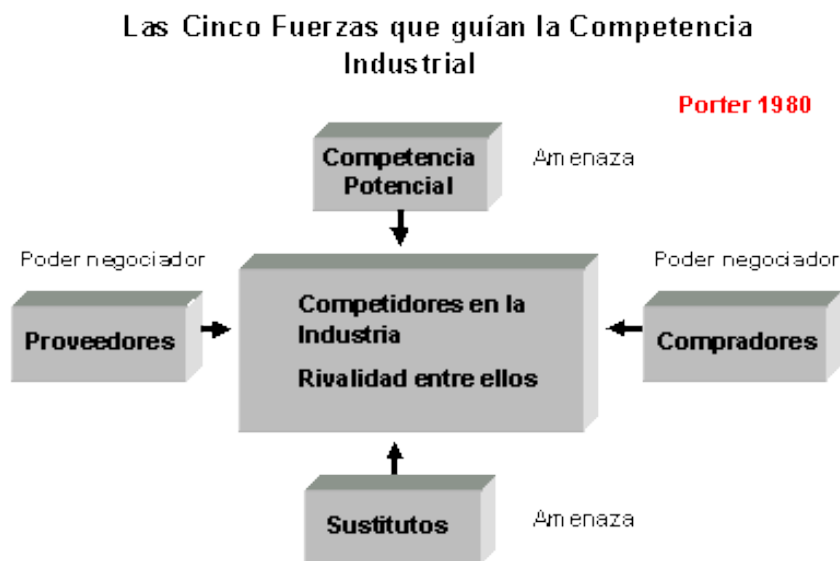 Las Cinco Fuerzas que guían la Competencia
Industrial
Porter 1980
Competencia
Potencial
Amenaza
Poder negociador
Poder negociador
Proveedores
Competidores en la
Industria
Rivalidad entre ellos
Compradores
Sustitutos
Amenaza